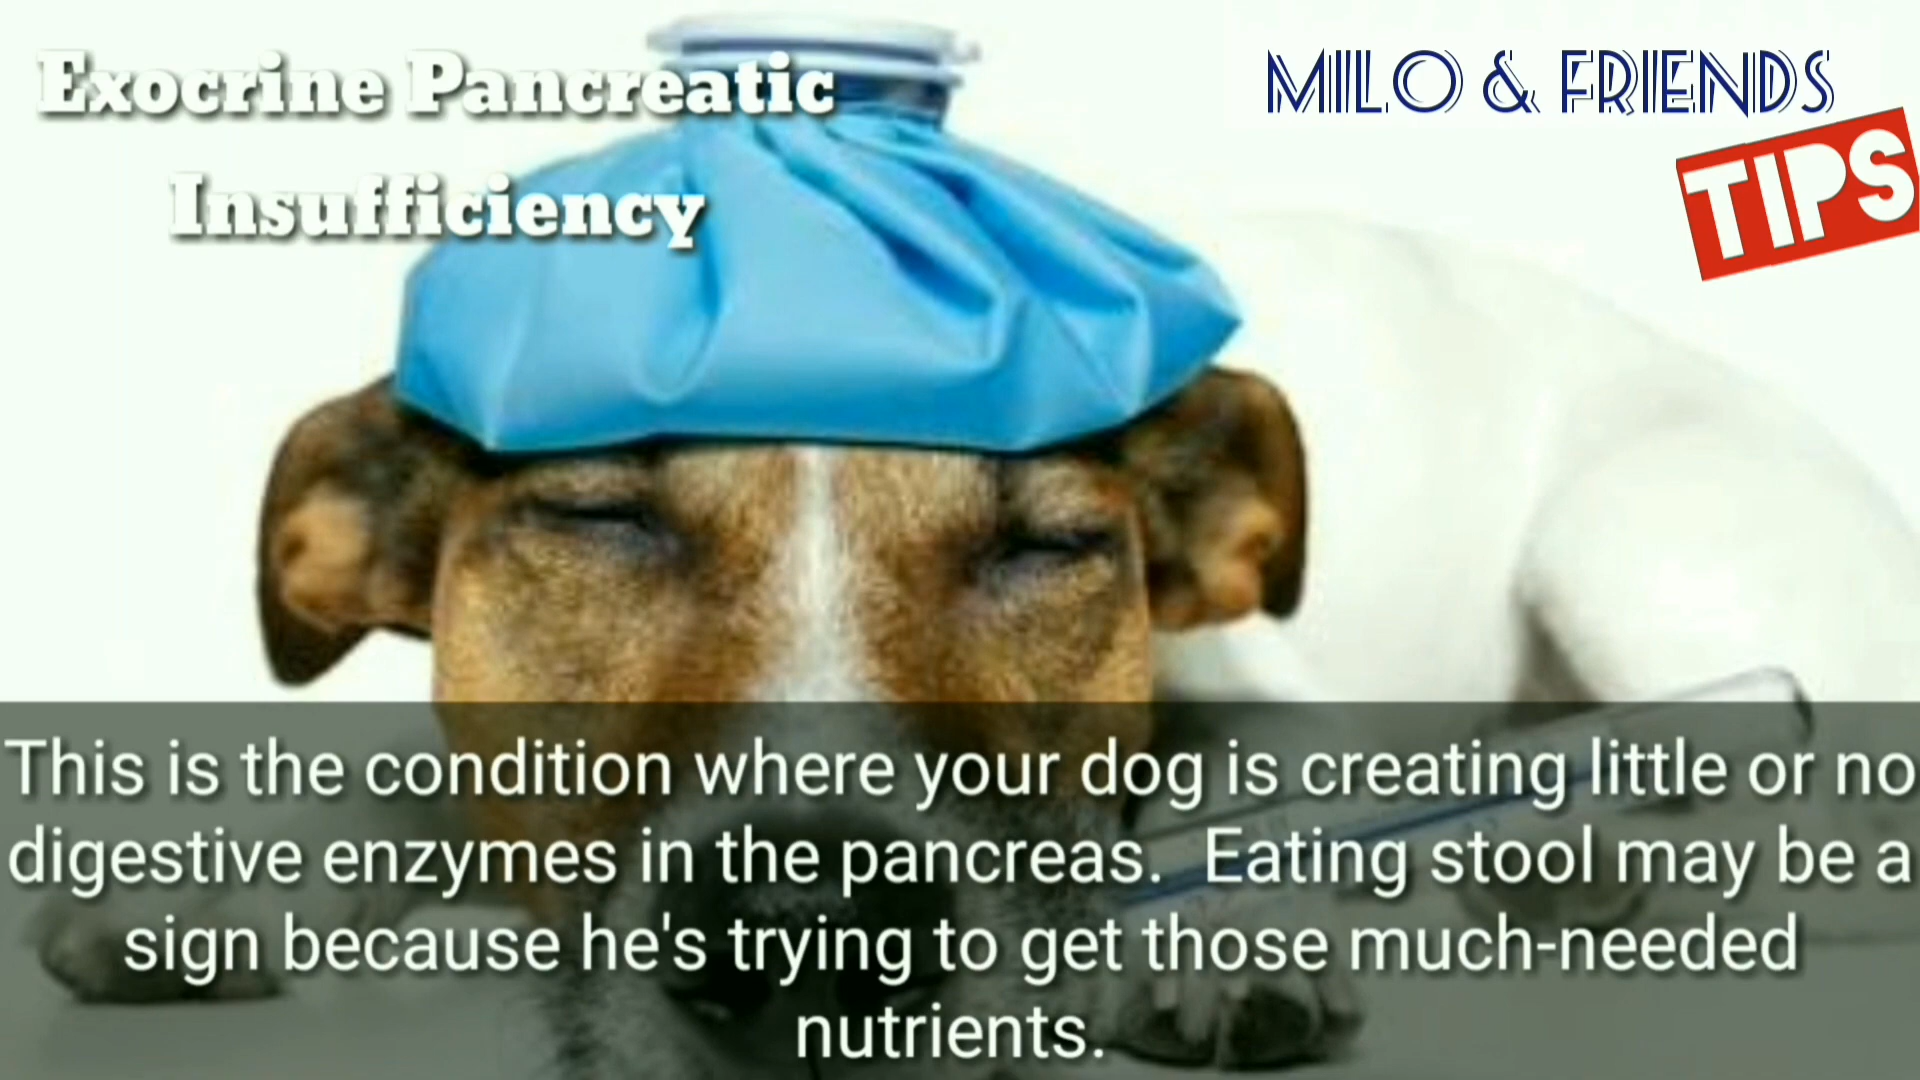 Exocrine Pancreatic
Insufficiency
MILO & FRIENDS
TIPS
This is the condition where your dog is creating little or no
digestive enzymes in the pancreas.  Eating stool may be a
sign because he's trying to get those much-needed
nutrients.